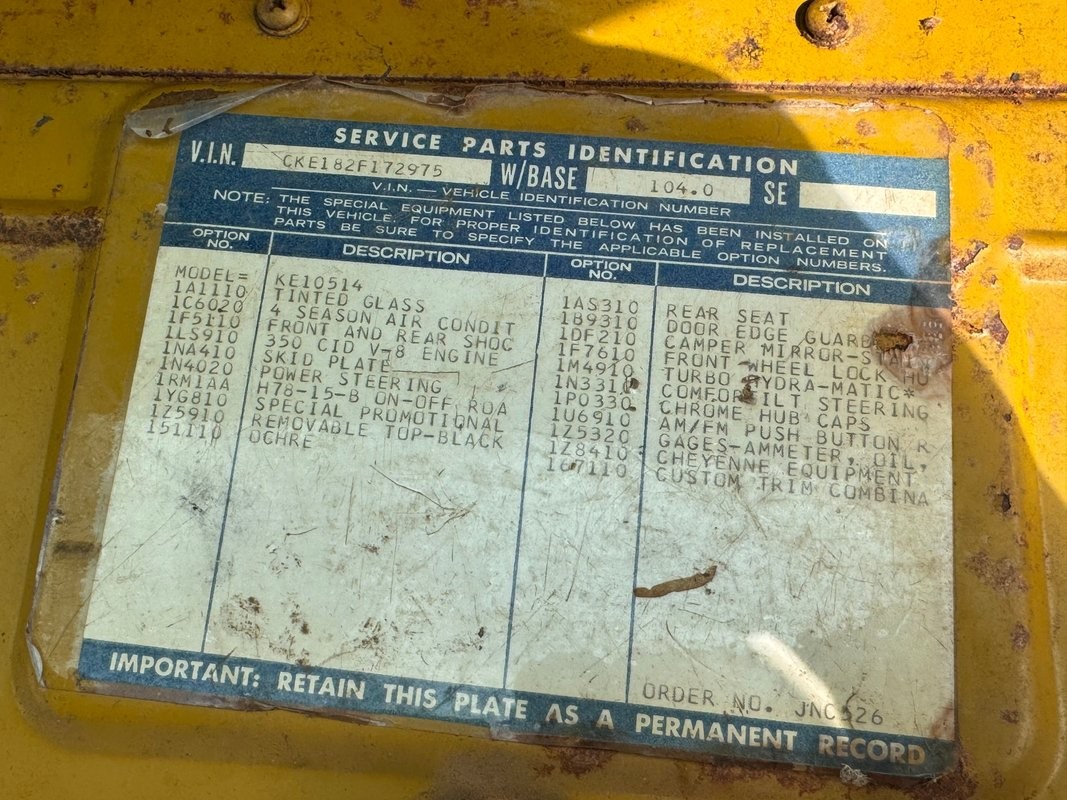 SERVICE PARTS IDENTIFICATION
V.I.N. CKE182F172975 W/BASE 104.0 SE
V.I.N. — VEHICLE IDENTIFICATION NUMBER
NOTE: THE SPECIAL EQUIPMENT LISTED BELOW HAS BEEN INSTALLED ON
THIS VEHICLE. FOR PROPER IDENTIFICATION OF REPLACEMENT
PARTS BE SURE TO SPECIFY THE APPLICABLE OPTION NUMBERS.
OPTION NO. DESCRIPTION OPTION NO. DESCRIPTION
MODEL= KE10514
1A1110 TINTED GLASS 1AS310 REAR SEAT
1C6020 4 SEASON AIR CONDIT 1B9310 DOOR EDGE GUARD
1F5110 FRONT AND REAR SHOC 1DF210 CAMPER MIRROR-
1LS910 350 CID V-8 ENGINE 1F7610 FRONT WHEEL LOCK HU
1NA410 SKID PLATE 1M4910 TURBO HYDRA-MATIC*
1N4020 POWER STEERING 1N3310 COMFORTILT STEERING
1RM1AA H78-15-B ON-OFF ROA 1P0330 CHROME HUB CAPS
1YG810 SPECIAL PROMOTIONAL 1U6910 AM/FM PUSH BUTTON R
1Z5910 REMOVABLE TOP-BLACK 1Z5320 GAGES-AMMETER, OIL,
151110 OCHRE 1Z8410 CHEYENNE EQUIPMENT
167110 CUSTOM TRIM COMBINA
ORDER NO.
IMPORTANT: RETAIN THIS PLATE AS A PERMANENT RECORD